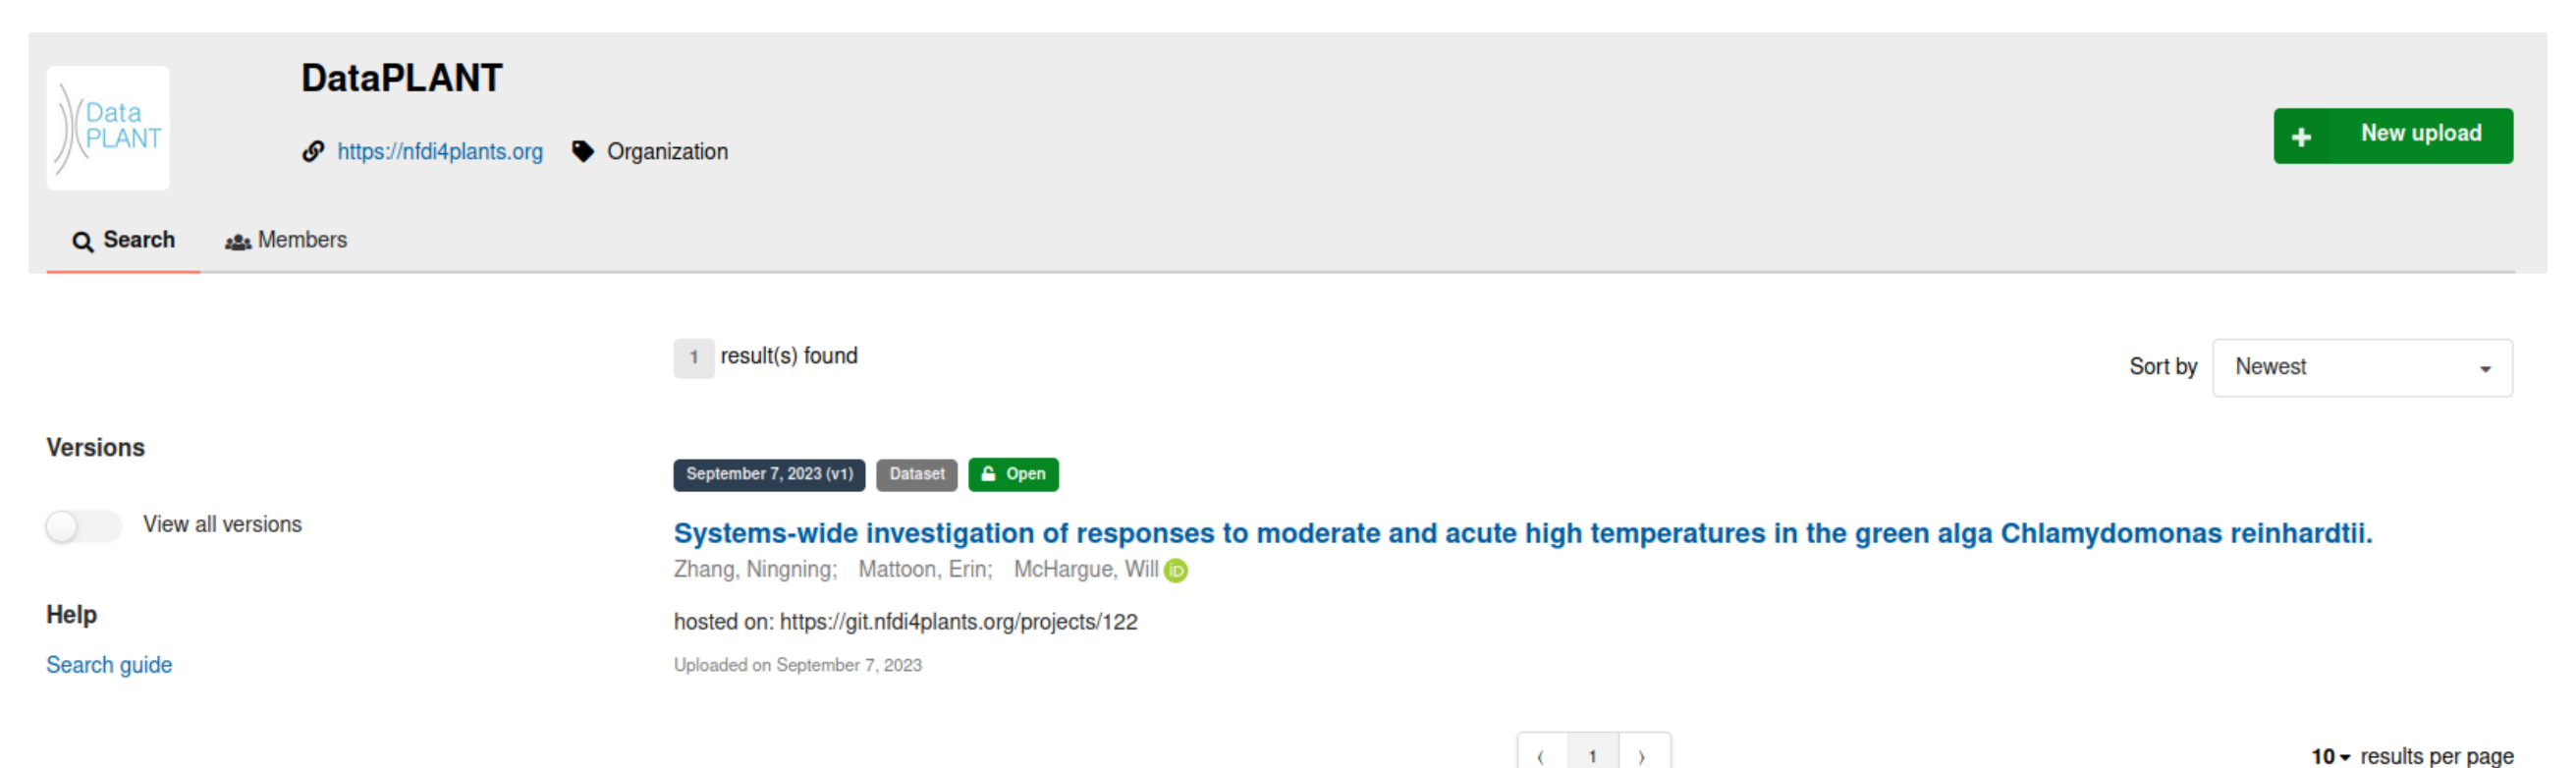 Data
PLANT
DataPLANT
https://nfdi4plants.org Organization
New upload
Search Members
1 result(s) found
Sort by Newest
Versions
View all versions
Help
Search guide
September 7, 2023 (v1) Dataset Open
Systems-wide investigation of responses to moderate and acute high temperatures in the green alga Chlamydomonas reinhardtii.
Zhang, Ningning; Mattoon, Erin; McHargue, Will iD
hosted on: https://git.nfdi4plants.org/projects/122
Uploaded on September 7, 2023
1
10 results per page